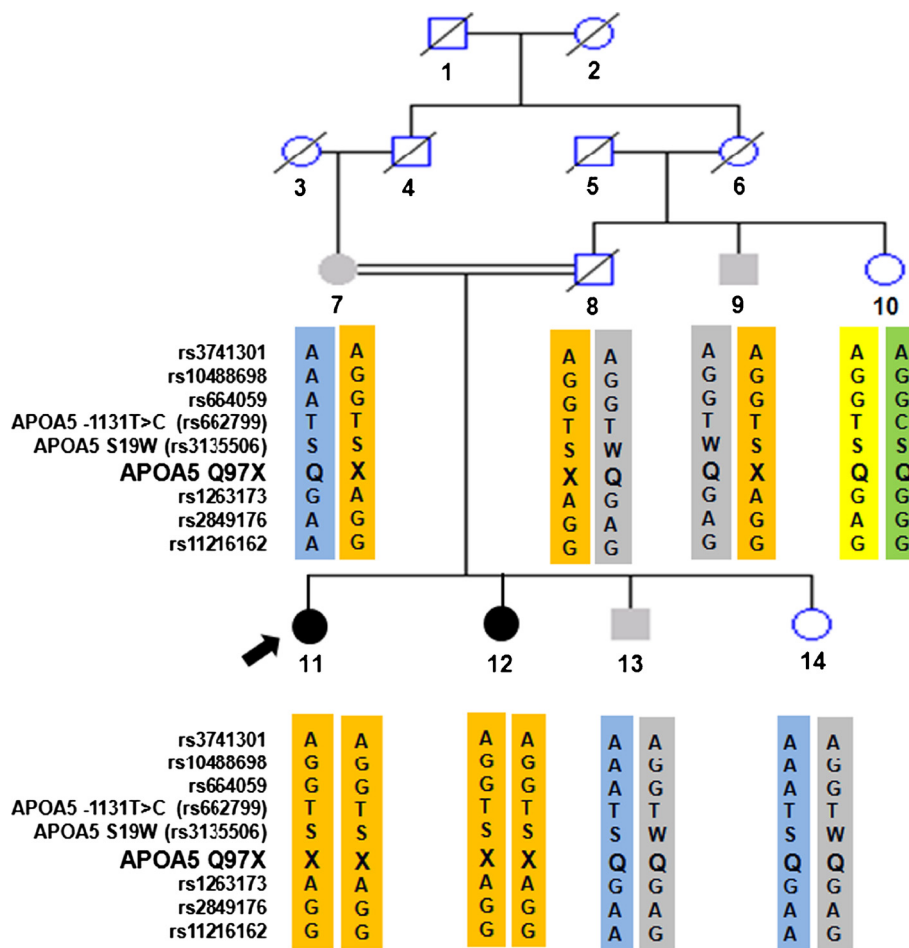 1 2
3 4 5 6
7 8 9 10
rs3741301 A A A A A A A A
rs10488698 A G G G G G G G
rs664059 A G G G G G G G
APOA5 -1131T>C (rs662799) T T T T T T T C
APOA5 S19W (rs3135506) S S S W W S S S
APOA5 Q97X Q X X Q Q X Q Q
rs1263173 G A A G G A G G
rs2849176 A G G A A G A G
rs11216162 A G G G G G G G
11 12 13 14
rs3741301 A A A A A A A A
rs10488698 G G G G A G A G
rs664059 G G G G A G A G
APOA5 -1131T>C (rs662799) T T T T T T T T
APOA5 S19W (rs3135506) S S S S S W S W
APOA5 Q97X X X X X Q Q Q Q
rs1263173 A A A A G G G G
rs2849176 G G G G A A A A
rs11216162 G G G G A G A G